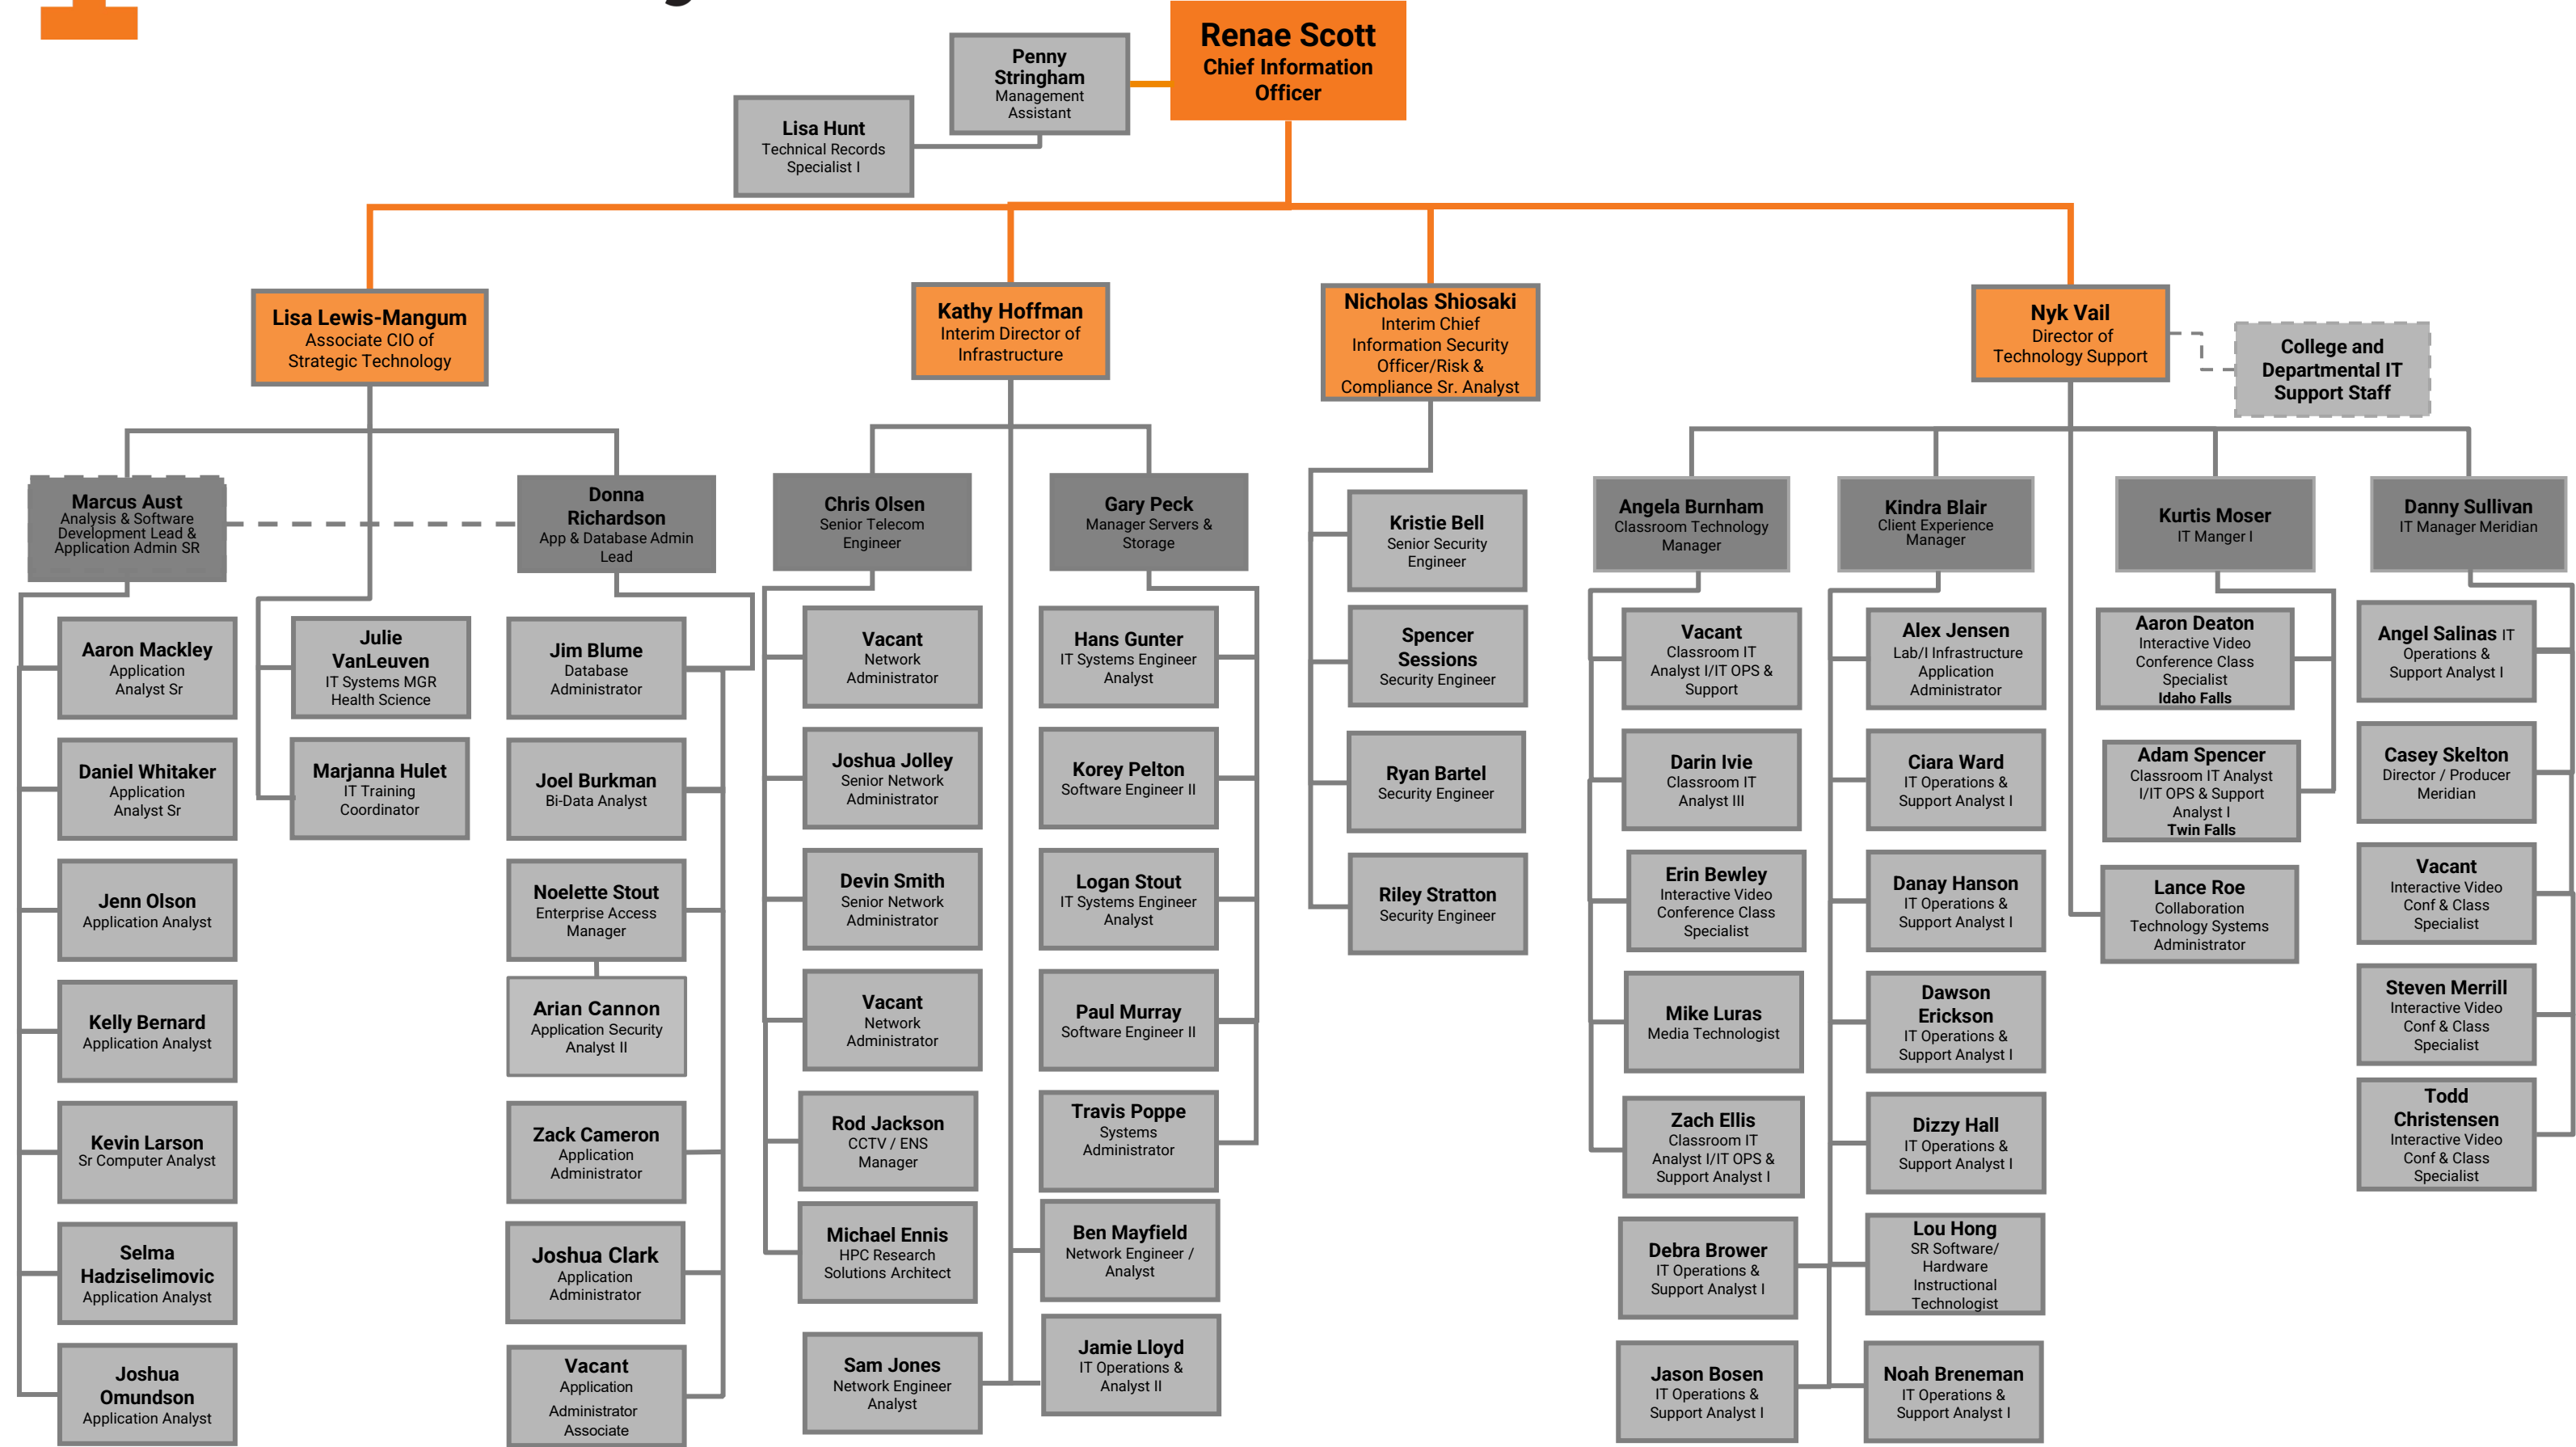 Renae Scott
Chief Information
Officer
Penny
Stringham
Management
Assistant
Lisa Hunt
Technical Records
Specialist I
Lisa Lewis-Mangum
Associate CIO of
Strategic Technology
Kathy Hoffman
Interim Director of
Infrastructure
Nicholas Shiosaki
Interim Chief
Information Security
Officer/Risk &
Compliance Sr. Analyst
Nyk Vail
Director of
Technology Support
College and
Departmental IT
Support Staff
Marcus Aust
Analysis & Software
Development Lead &
Application Admin SR
Donna
Richardson
App & Database Admin
Lead
Chris Olsen
Senior Telecom
Engineer
Gary Peck
Manager Servers &
Storage
Angela Burnham
Classroom Technology
Manager
Kindra Blair
Client Experience
Manager
Kurtis Moser
IT Manger I
Danny Sullivan
IT Manager Meridian
Aaron Mackley
Application
Analyst Sr
Daniel Whitaker
Application
Analyst Sr
Jenn Olson
Application Analyst
Kelly Bernard
Application Analyst
Kevin Larson
Sr Computer Analyst
Selma
Hadziselimovic
Application Analyst
Joshua
Omundson
Application Analyst
Julie
VanLeuven
IT Systems MGR
Health Science
Marjanna Hulet
IT Training
Coordinator
Jim Blume
Database
Administrator
Joel Burkman
Bi-Data Analyst
Noelette Stout
Enterprise Access
Manager
Arian Cannon
Application Security
Analyst II
Zack Cameron
Application
Administrator
Joshua Clark
Application
Administrator
Vacant
Application
Administrator
Associate
Vacant
Network
Administrator
Joshua Jolley
Senior Network
Administrator
Devin Smith
Senior Network
Administrator
Vacant
Network
Administrator
Rod Jackson
CCTV / ENS
Manager
Michael Ennis
HPC Research
Solutions Architect
Sam Jones
Network Engineer
Analyst
Hans Gunter
IT Systems Engineer
Analyst
Korey Pelton
Software Engineer II
Logan Stout
IT Systems Engineer
Analyst
Paul Murray
Software Engineer II
Travis Poppe
Systems
Administrator
Ben Mayfield
Network Engineer /
Analyst
Jamie Lloyd
IT Operations &
Analyst II
Kristie Bell
Senior Security
Engineer
Spencer
Sessions
Security Engineer
Ryan Bartel
Security Engineer
Riley Stratton
Security Engineer
Vacant
Classroom IT
Analyst I/IT OPS &
Support
Darin Ivie
Classroom IT
Analyst III
Erin Bewley
Interactive Video
Conference Class
Specialist
Mike Luras
Media Technologist
Zach Ellis
Classroom IT
Analyst I/IT OPS &
Support Analyst I
Debra Brower
IT Operations &
Support Analyst I
Jason Bosen
IT Operations &
Support Analyst I
Alex Jensen
Lab/I Infrastructure
Application
Administrator
Ciara Ward
IT Operations &
Support Analyst I
Danay Hanson
IT Operations &
Support Analyst I
Dawson
Erickson
IT Operations &
Support Analyst I
Dizzy Hall
IT Operations &
Support Analyst I
Lou Hong
SR Software/
Hardware
Instructional
Technologist
Noah Breneman
IT Operations &
Support Analyst I
Aaron Deaton
Interactive Video
Conference Class
Specialist
Idaho Falls
Adam Spencer
Classroom IT Analyst
I/IT OPS & Support
Analyst I
Twin Falls
Lance Roe
Collaboration
Technology Systems
Administrator
Angel Salinas IT
Operations &
Support Analyst I
Casey Skelton
Director / Producer
Meridian
Vacant
Interactive Video
Conf & Class
Specialist
Steven Merrill
Interactive Video
Conf & Class
Specialist
Todd
Christensen
Interactive Video
Conf & Class
Specialist